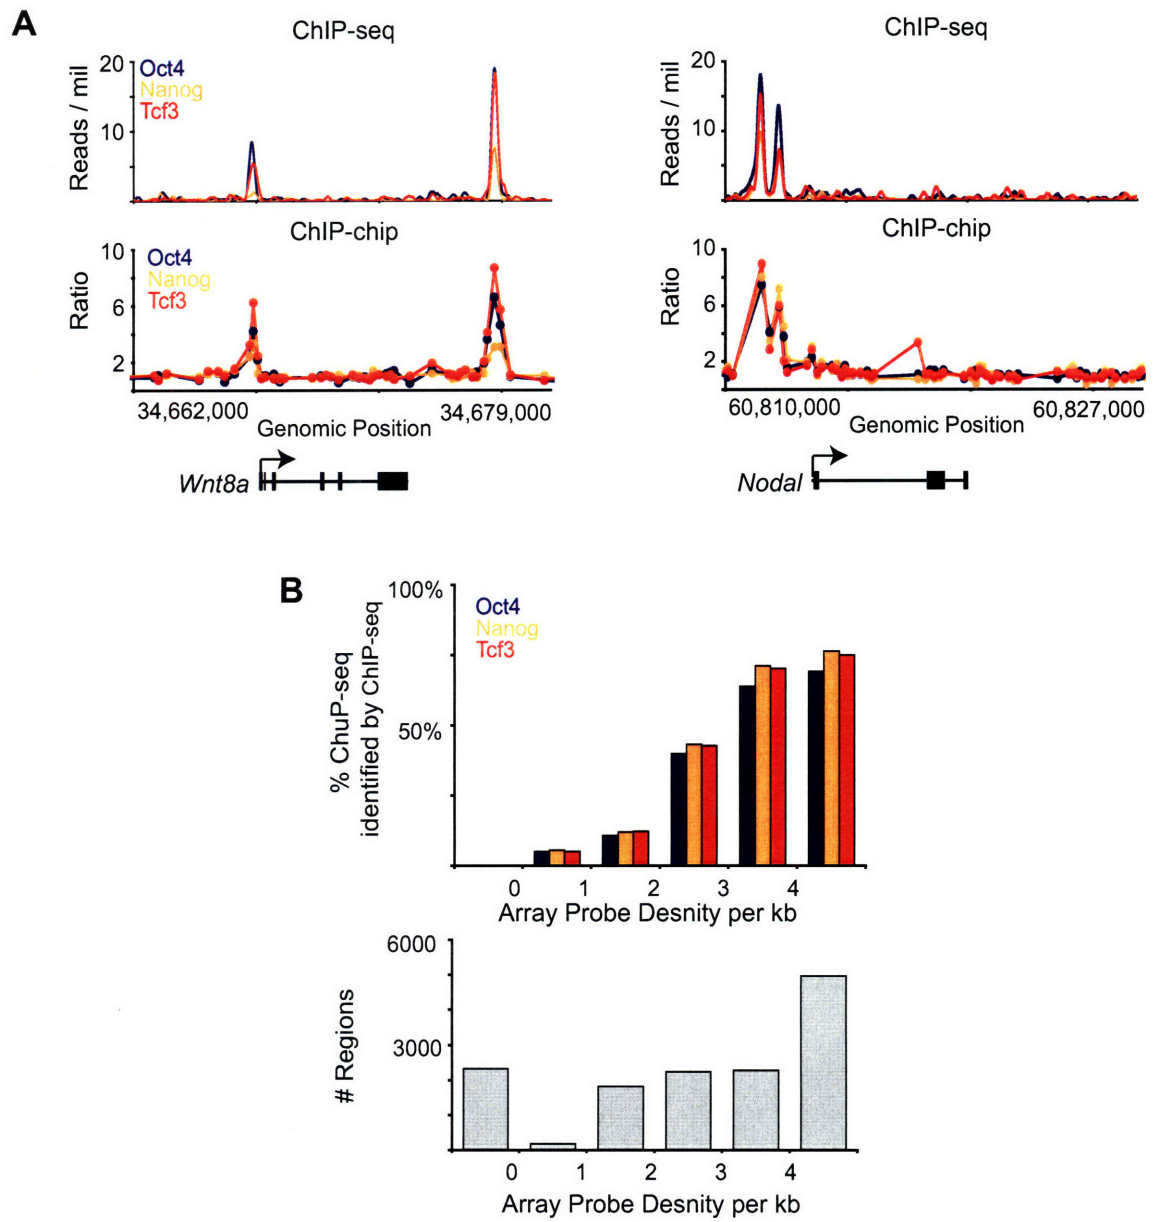 A
ChIP-seq
Reads / mil
20
10
Oct4
Nanog
Tcf3
ChIP-chip
Ratio
10
6
2
Oct4
Nanog
Tcf3
34,662,000
34,679,000
Genomic Position
Wnt8a
ChIP-seq
Reads / mil
20
10
ChIP-chip
Ratio
10
6
2
60,810,000
60,827,000
Genomic Position
Nodal
B
% ChuP-seq
identified by ChIP-seq
100%
50%
Oct4
Nanog
Tcf3
0 1 2 3 4
Array Probe Desnity per kb
# Regions
6000
3000
0 1 2 3 4
Array Probe Desnity per kb